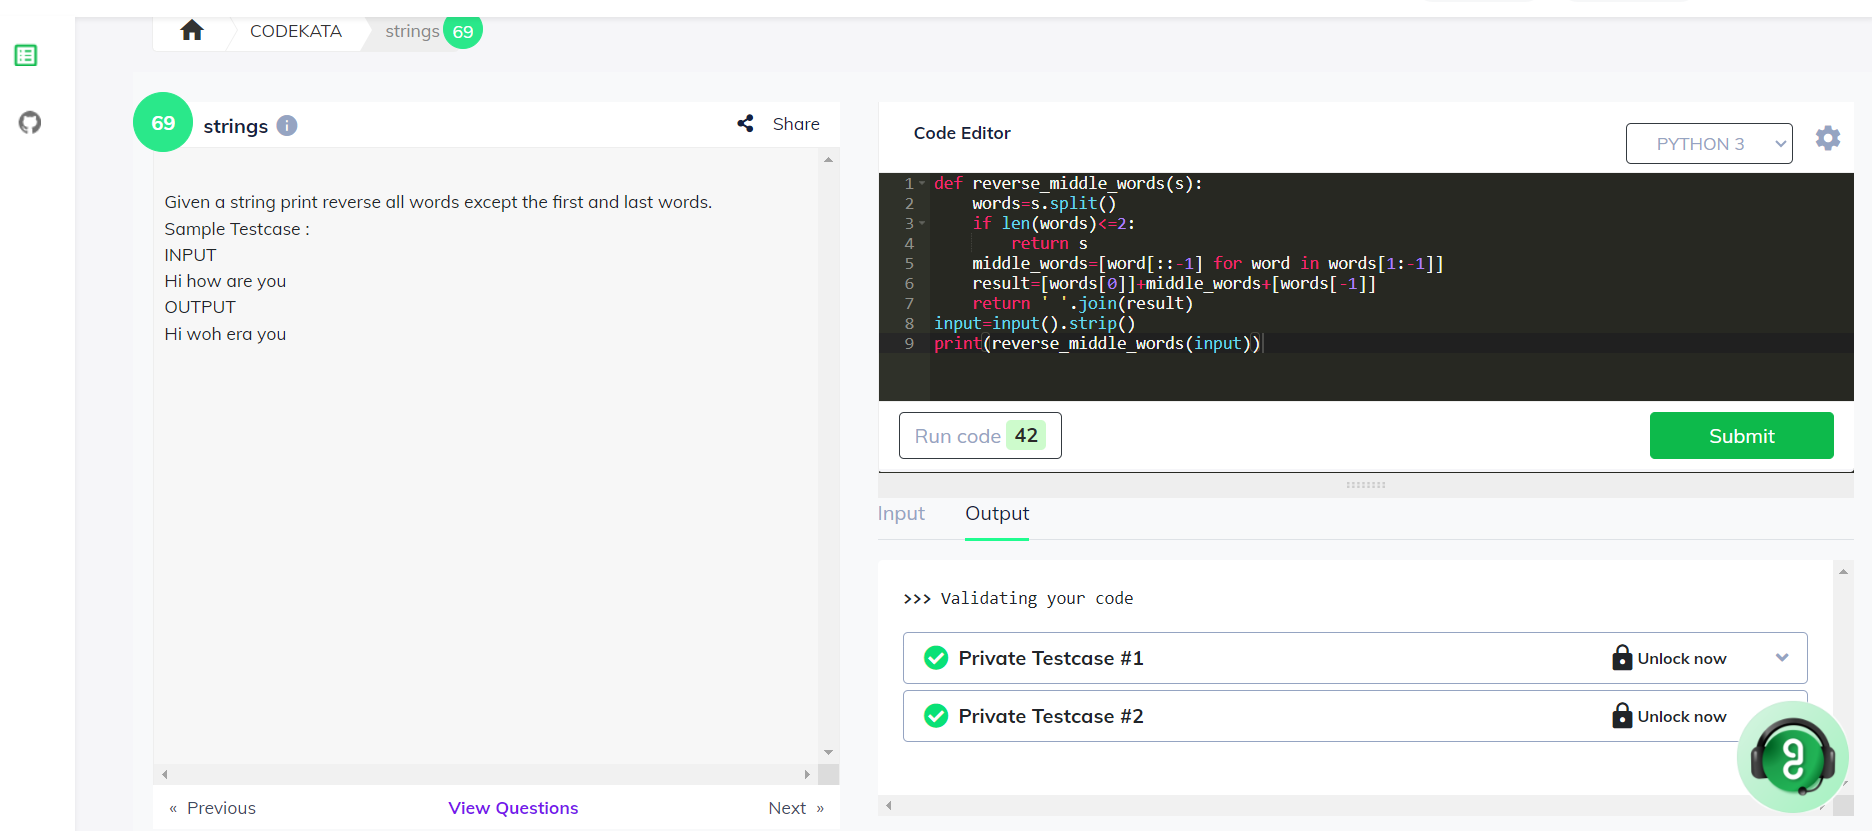 CODEKATA
strings 69
69 strings i
Share
Given a string print reverse all words except the first and last words.
Sample Testcase :
INPUT
Hi how are you
OUTPUT
Hi woh era you
« Previous
View Questions
Next »
Code Editor
PYTHON 3
1 def reverse_middle_words(s):
2 words=s.split()
3 if len(words)<=2:
4 return s
5 middle_words=[word[::-1] for word in words[1:-1]]
6 result=[words[0]]+middle_words+[words[-1]]
7 return ' '.join(result)
8 input=input().strip()
9 print(reverse_middle_words(input))
Run code 42
Submit
Input
Output
>>> Validating your code
Private Testcase #1
Unlock now
Private Testcase #2
Unlock now